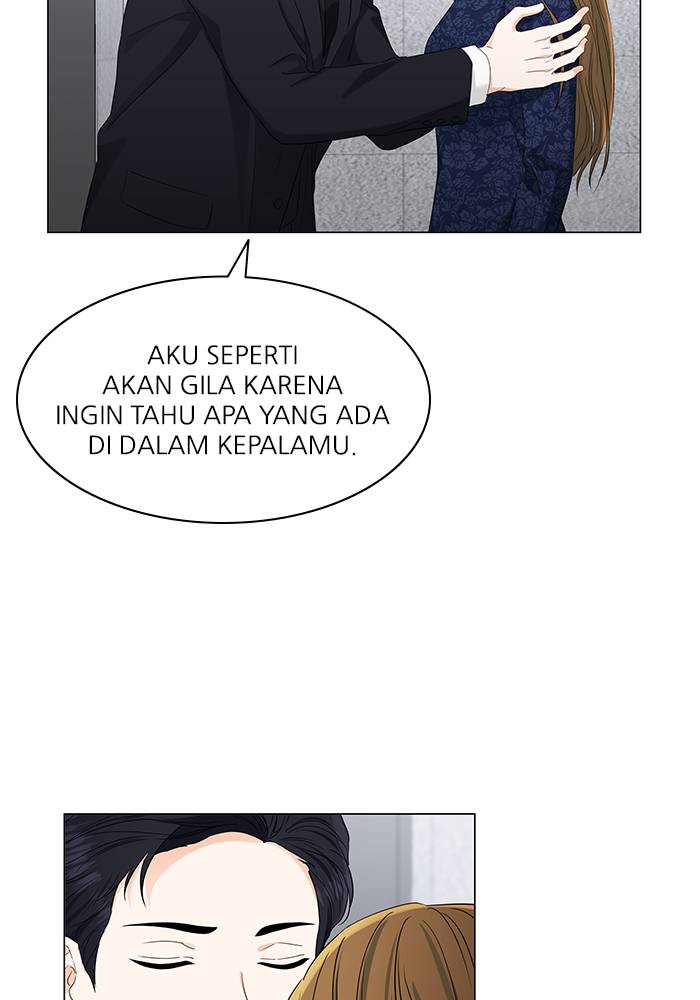 AKU SEPERTI
AKAN GILA KARENA
INGIN TAHU APA YANG ADA
DI DALAM KEPALAMU.